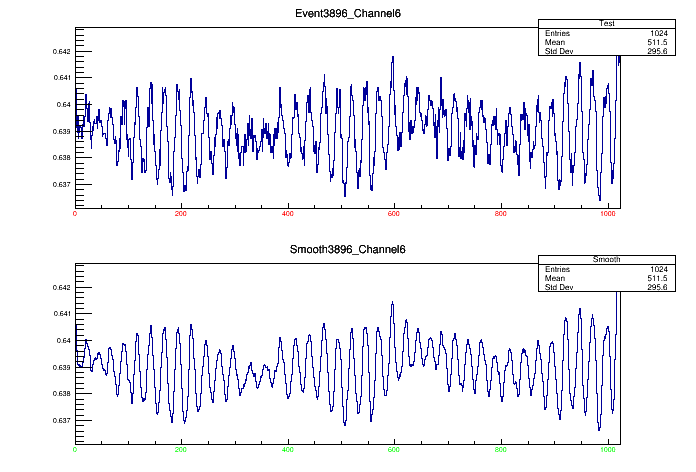 Event3896_Channel6
Test
Entries 1024
Mean 511.5
Std Dev 295.6
0.642
0.641
0.64
0.639
0.638
0.637
0 200 400 600 800 1000
Smooth3896_Channel6
Smooth
Entries 1024
Mean 511.5
Std Dev 295.6
0.642
0.641
0.64
0.639
0.638
0.637
0 200 400 600 800 1000